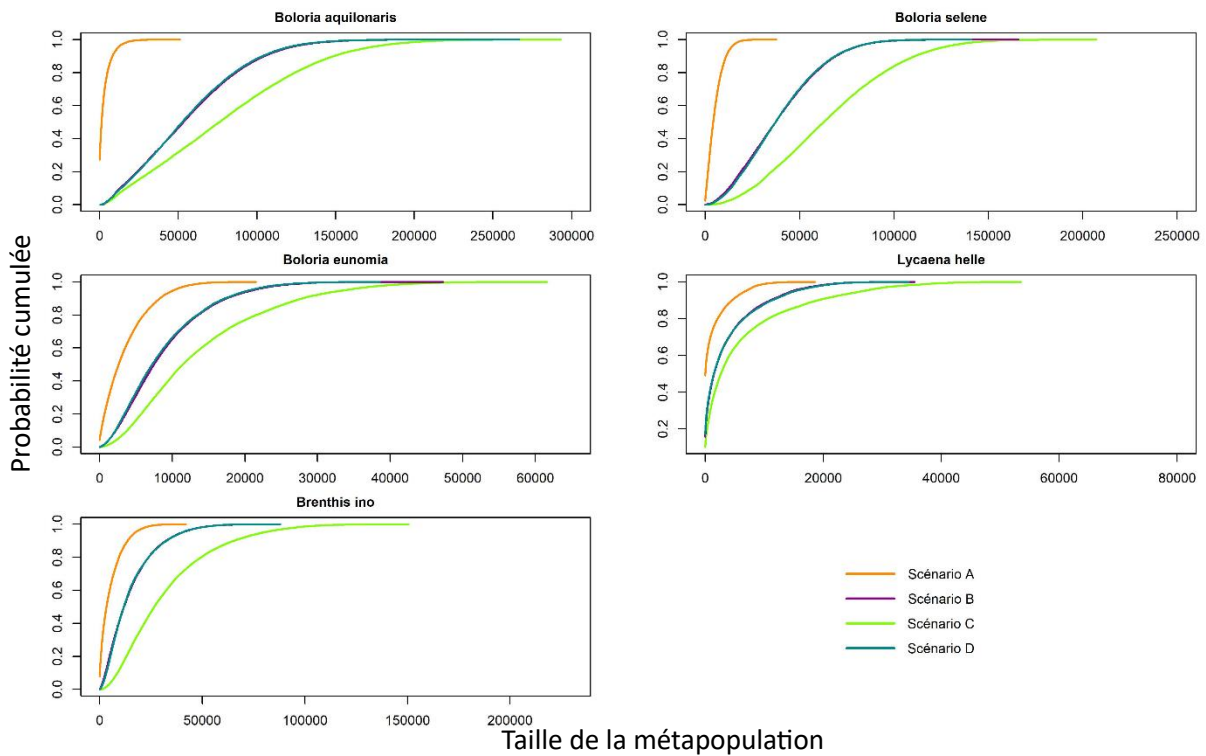 Boloria aquilonaris
1.0
0.8
0.6
0.4
0.2
0.0
0 50000 100000 150000 200000 250000 300000
Boloria selene
1.0
0.8
0.6
0.4
0.2
0.0
0 50000 100000 150000 200000 250000
Probabilité cumulée
Boloria eunomia
1.0
0.8
0.6
0.4
0.2
0.0
0 10000 20000 30000 40000 50000 60000
Lycaena helle
1.0
0.8
0.6
0.4
0.2
0 20000 40000 60000 80000
Brenthis ino
1.0
0.8
0.6
0.4
0.2
0.0
0 50000 100000 150000 200000
Scénario A
Scénario B
Scénario C
Scénario D
Taille de la métapopulation